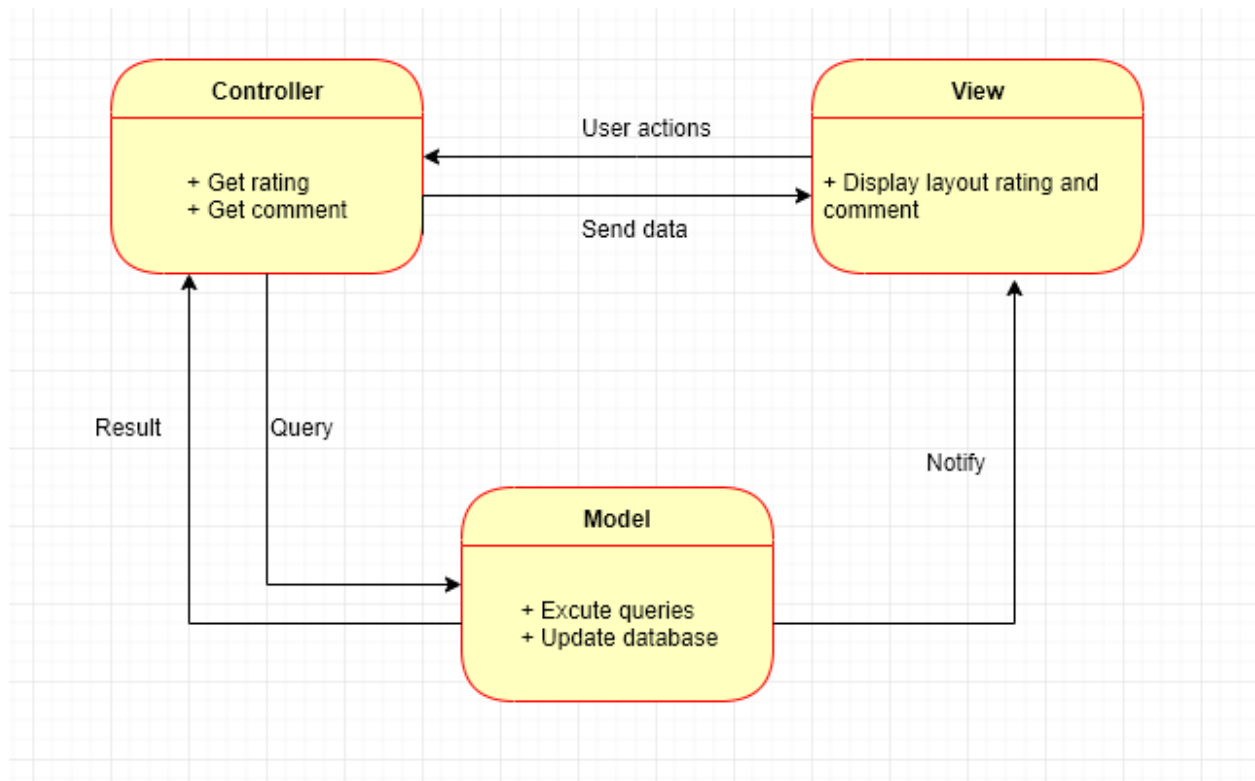 Controller
+ Get rating
+ Get comment
User actions
Send data
View
+ Display layout rating and
comment
Result
Query
Notify
Model
+ Excute queries
+ Update database